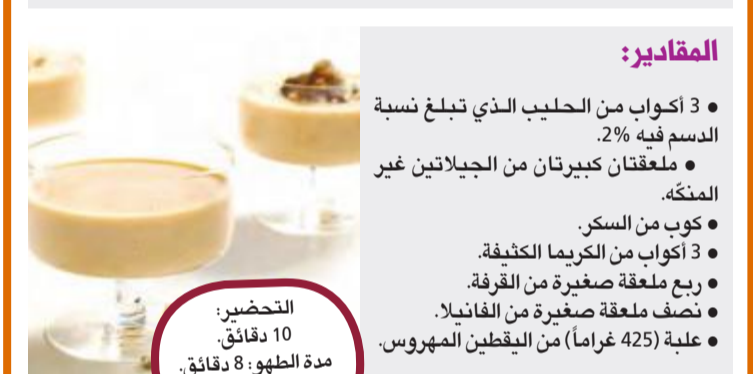 المقادير:
● 3 أكواب من الحليب الذي تبلغ نسبة
الدسم فيه 2%.
● ملعقتان كبيرتان من الجيلاتين غير
المنكّه.
● كوب من السكر.
● 3 أكواب من الكريما الكثيفة.
● ربع ملعقة صغيرة من القرفة.
● نصف ملعقة صغيرة من الفانيلا.
● علبة (425 غراماً) من اليقطين المهروس.
التحضير:
10 دقائق.
مدة الطهو: 8 دقائق.